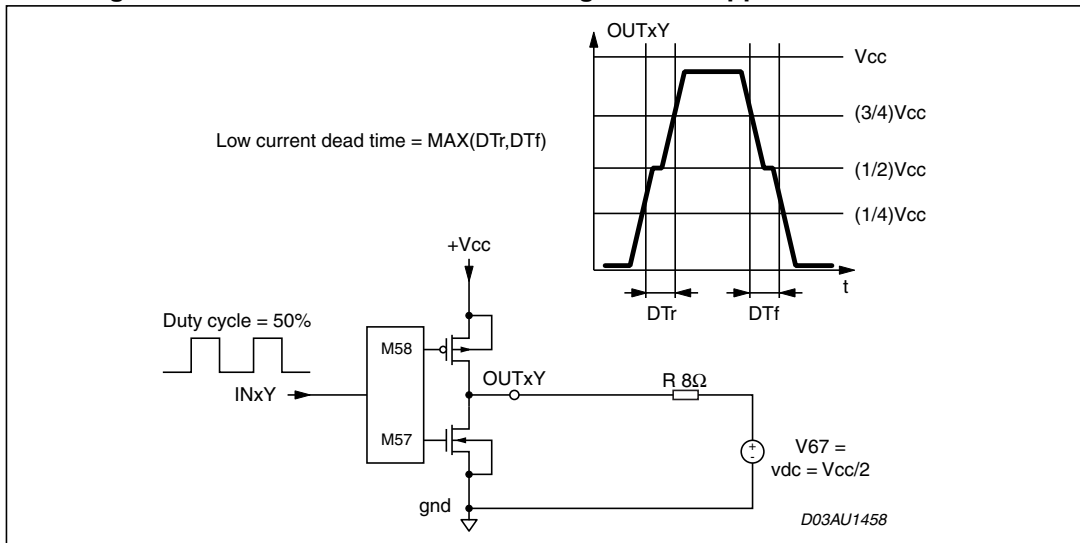 OUTxY
Vcc
(3/4)Vcc
Low current dead time = MAX(DTr,DTf)
(1/2)Vcc
(1/4)Vcc
+Vcc
t
DTr
DTf
Duty cycle = 50%
M58
OUTxY
R 8Ω
INxY
M57
V67 =
vdc = Vcc/2
+
-
gnd
D03AU1458